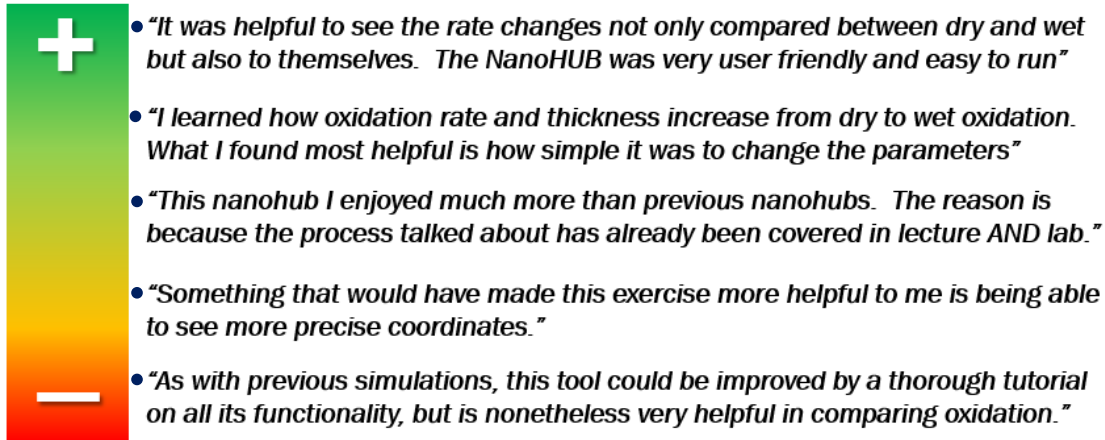 +
• “It was helpful to see the rate changes not only compared between dry and wet
but also to themselves.  The NanoHUB was very user friendly and easy to run”
• “I learned how oxidation rate and thickness increase from dry to wet oxidation.
What I found most helpful is how simple it was to change the parameters”
• “This nanohub I enjoyed much more than previous nanohubs.  The reason is
because the process talked about has already been covered in lecture AND lab.”
• “Something that would have made this exercise more helpful to me is being able
to see more precise coordinates.”
–
• “As with previous simulations, this tool could be improved by a thorough tutorial
on all its functionality, but is nonetheless very helpful in comparing oxidation.”